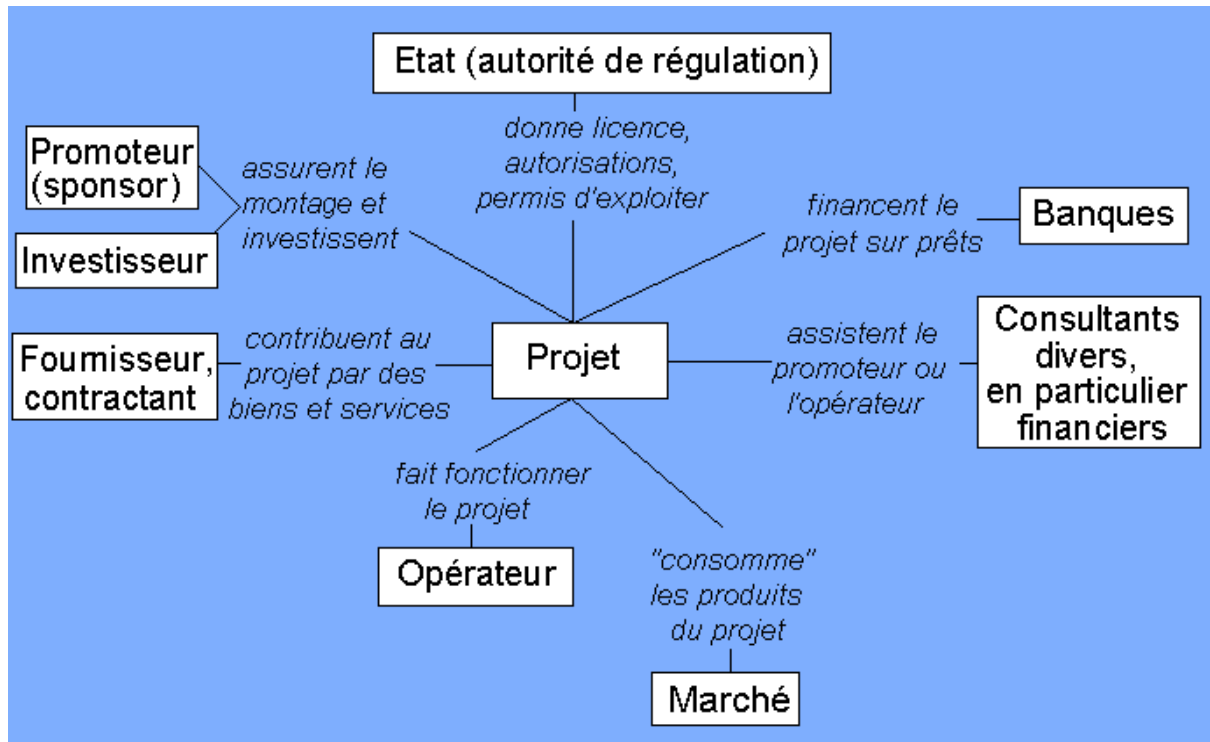 Etat (autorité de régulation)
donne licence,
autorisations,
permis d'exploiter
Promoteur
(sponsor)
Investisseur
assurent le
montage et
investissent
financent le
projet sur prêts
Banques
Fournisseur,
contractant
contribuent au
projet par des
biens et services
Projet
assistent le
promoteur ou
l'opérateur
Consultants
divers,
en particulier
financiers
fait fonctionner
le projet
Opérateur
"consomme"
les produits
du projet
Marché